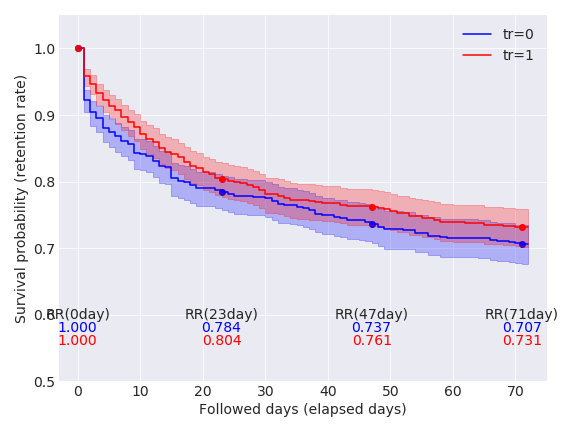 tr=0
tr=1
Survival probability (retention rate)
1.0
0.9
0.8
0.7
0.6
0.5
RR(0day) RR(23day) RR(47day) RR(71day)
1.000 0.784 0.737 0.707
1.000 0.804 0.761 0.731
0 10 20 30 40 50 60 70
Followed days (elapsed days)